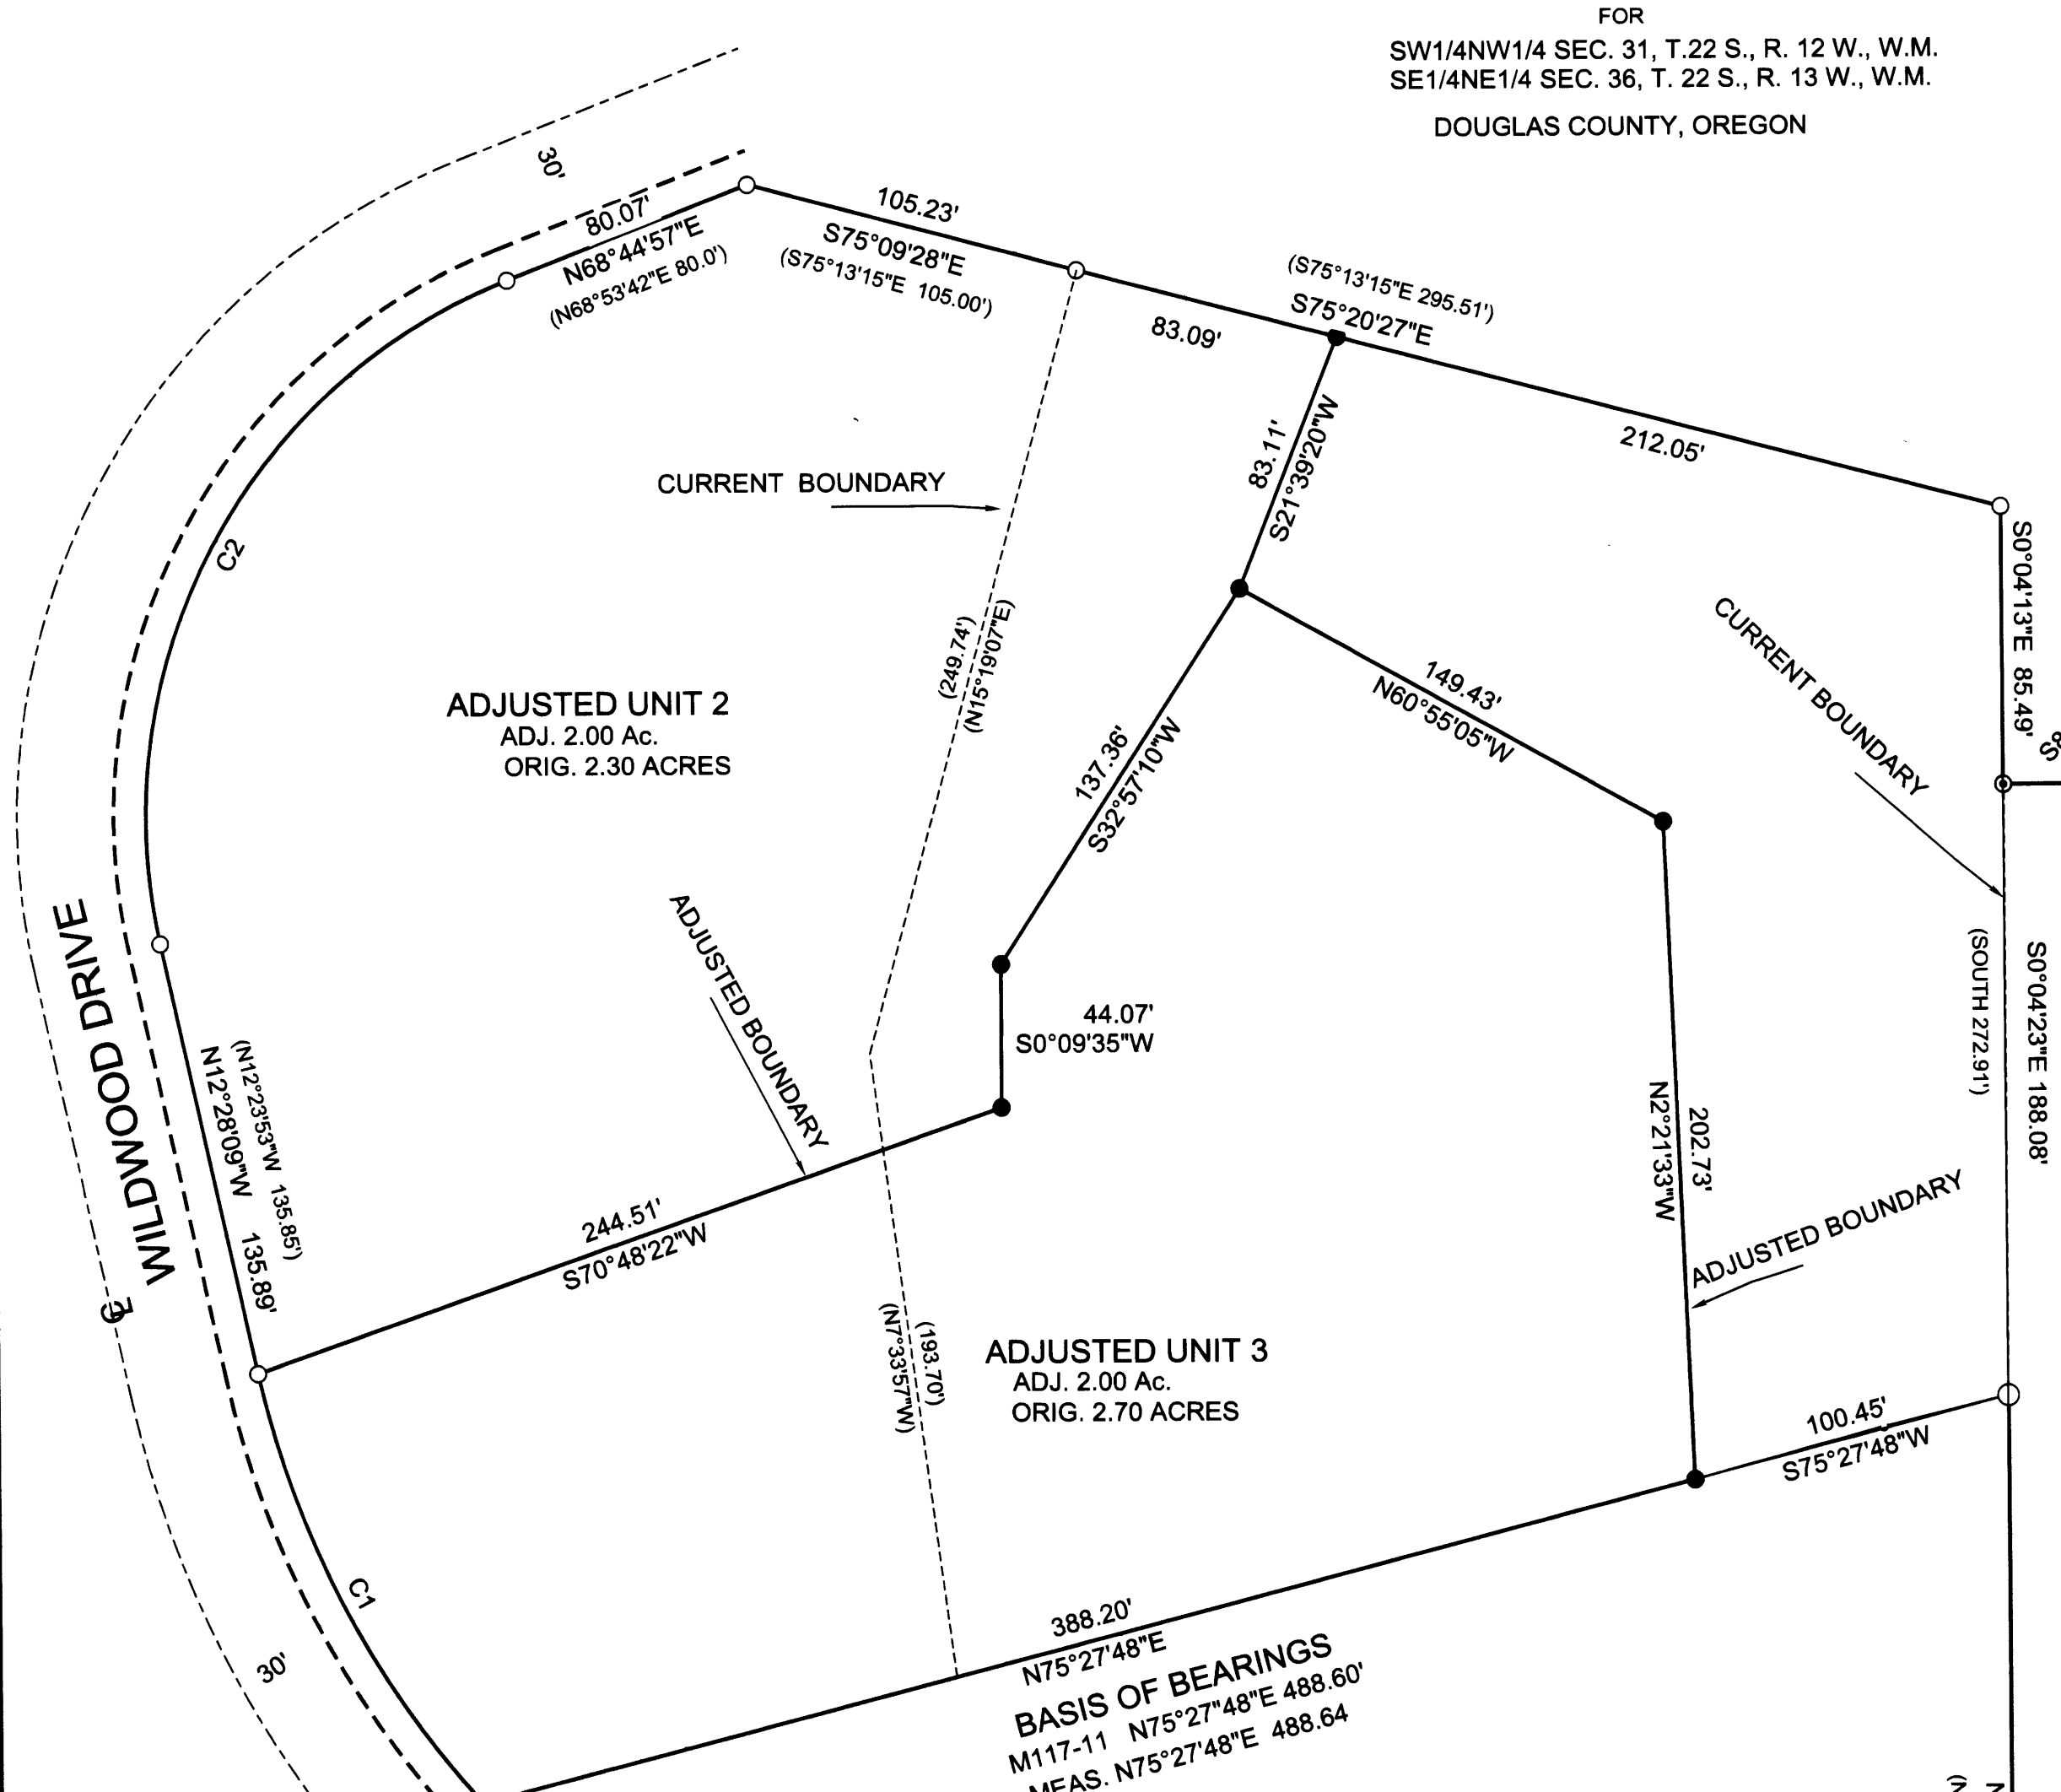 FOR
SW1/4NW1/4 SEC. 31, T.22 S., R. 12 W., W.M.
SE1/4NE1/4 SEC. 36, T. 22 S., R. 13 W., W.M.
DOUGLAS COUNTY, OREGON
30'
80.07'
N68°44'57"E
(N68°53'42"E 80.0')
105.23'
S75°09'28"E
(S75°13'15"E 105.00')
(S75°13'15"E 295.51')
S75°20'27"E
83.09'
212.05'
83.11'
S21°39'20"W
CURRENT BOUNDARY
C2
S0°04'13"E 85.49'
CURRENT BOUNDARY
(249.74')
(N15°19'07"E)
149.43'
N60°55'05"W
ADJUSTED UNIT 2
ADJ. 2.00 Ac.
ORIG. 2.30 ACRES
137.36'
S32°57'10"W
ADJUSTED BOUNDARY
WILDWOOD DRIVE
(N12°23'53"W 135.85')
N12°28'09"W 135.89'
44.07'
S0°09'35"W
(SOUTH 272.91')
S0°04'23"E 188.08'
202.73'
N2°21'33"W
ADJUSTED BOUNDARY
244.51'
S70°48'22"W
(193.70')
(N7°33'57"W)
ADJUSTED UNIT 3
ADJ. 2.00 Ac.
ORIG. 2.70 ACRES
100.45'
S75°27'48"W
C1
30'
388.20'
N75°27'48"E
BASIS OF BEARINGS
M117-11 N75°27"48"E 488.60'
MEAS. N75°27'48"E 488.64